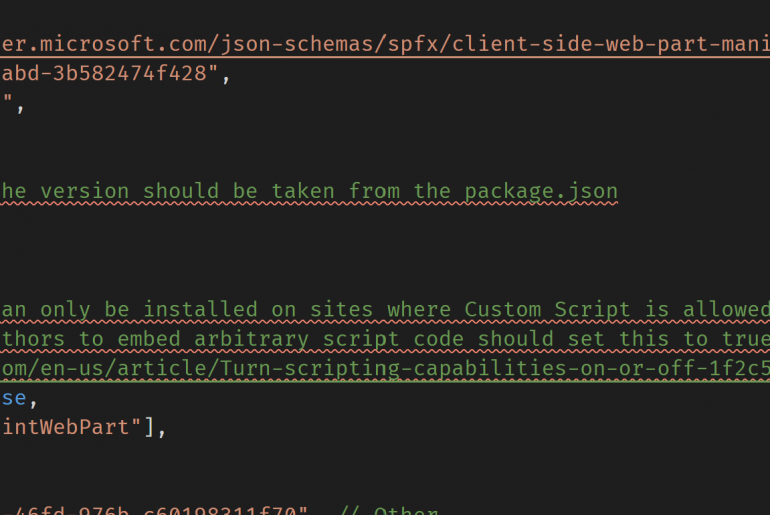 er.microsoft.com/json-schemas/spfx/client-side-web-part-mani
abd-3b582474f428",
",
he version should be taken from the package.json
an only be installed on sites where Custom Script is allowed
thors to embed arbitrary script code should set this to true
om/en-us/article/Turn-scripting-capabilities-on-or-off-1f2c5
se,
intWebPart"],
-46fd-976b-c60198311f70", // Other